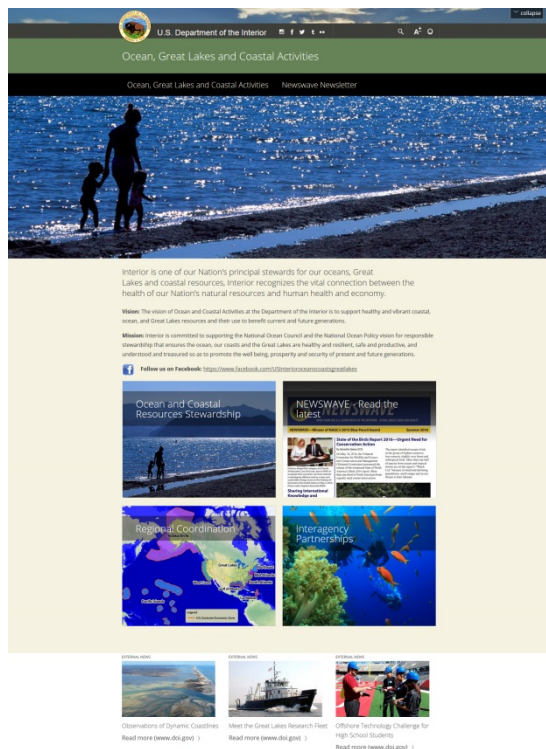 collapse
U.S. Department of the Interior
Ocean, Great Lakes and Coastal Activities
Ocean, Great Lakes and Coastal Activities Newswave Newsletter
Interior is one of our Nation's principal stewards for our oceans, Great
Lakes and coastal resources, Interior recognizes the vital connection between the
health of our Nation's natural resources and human health and economy.
Vision: The vision of Ocean and Coastal Activities at the Department of the Interior is to support healthy and vibrant coastal,
ocean, and Great Lakes resources and their use to benefit current and future generations.
Mission: Interior is committed to supporting the National Ocean Council and the National Ocean Policy vision for responsible
stewardship that ensures the ocean, our coasts and the Great Lakes are healthy and resilient, safe and productive, and
understood and treasured so as to promote the well being, prosperity and security of present and future generations.
Follow us on Facebook: https://www.facebook.com/USInterioroceanscoastsgreatlakes
Ocean and Coastal
Resources Stewardship
NEWSWAVE - Read the
latest
NEWSWAVE
State of the Birds Report 2016—Urgent Need for
Conservation Action
Sharing International
Knowledge and
Regional Coordination
Great Lakes
West Coast
Pacific Islands
Legend
Interagency
Partnerships
EXTERNAL NEWS
Observations of Dynamic Coastlines
Read more (www.doi.gov)
EXTERNAL NEWS
Meet the Great Lakes Research Fleet
Read more (www.doi.gov)
EXTERNAL NEWS
Offshore Technology Challenge for
High School Students
Read more (www.doi.gov)